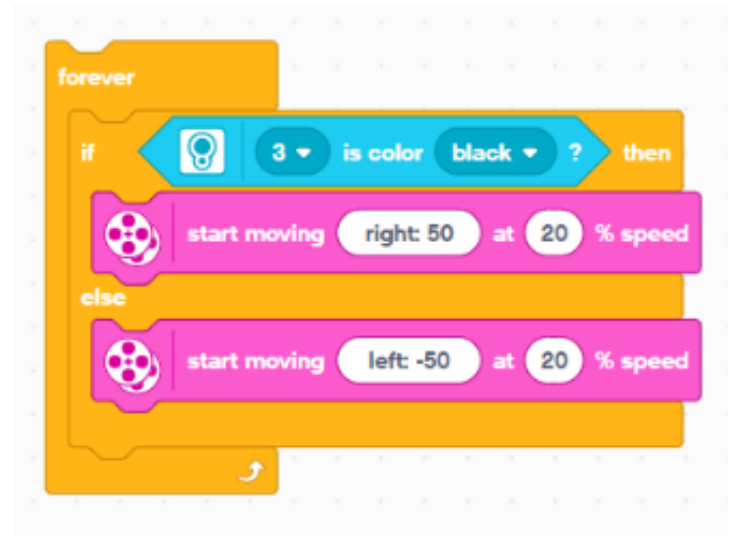 forever
if 3 is color black ? then
start moving right: 50 at 20 % speed
else
start moving left: -50 at 20 % speed